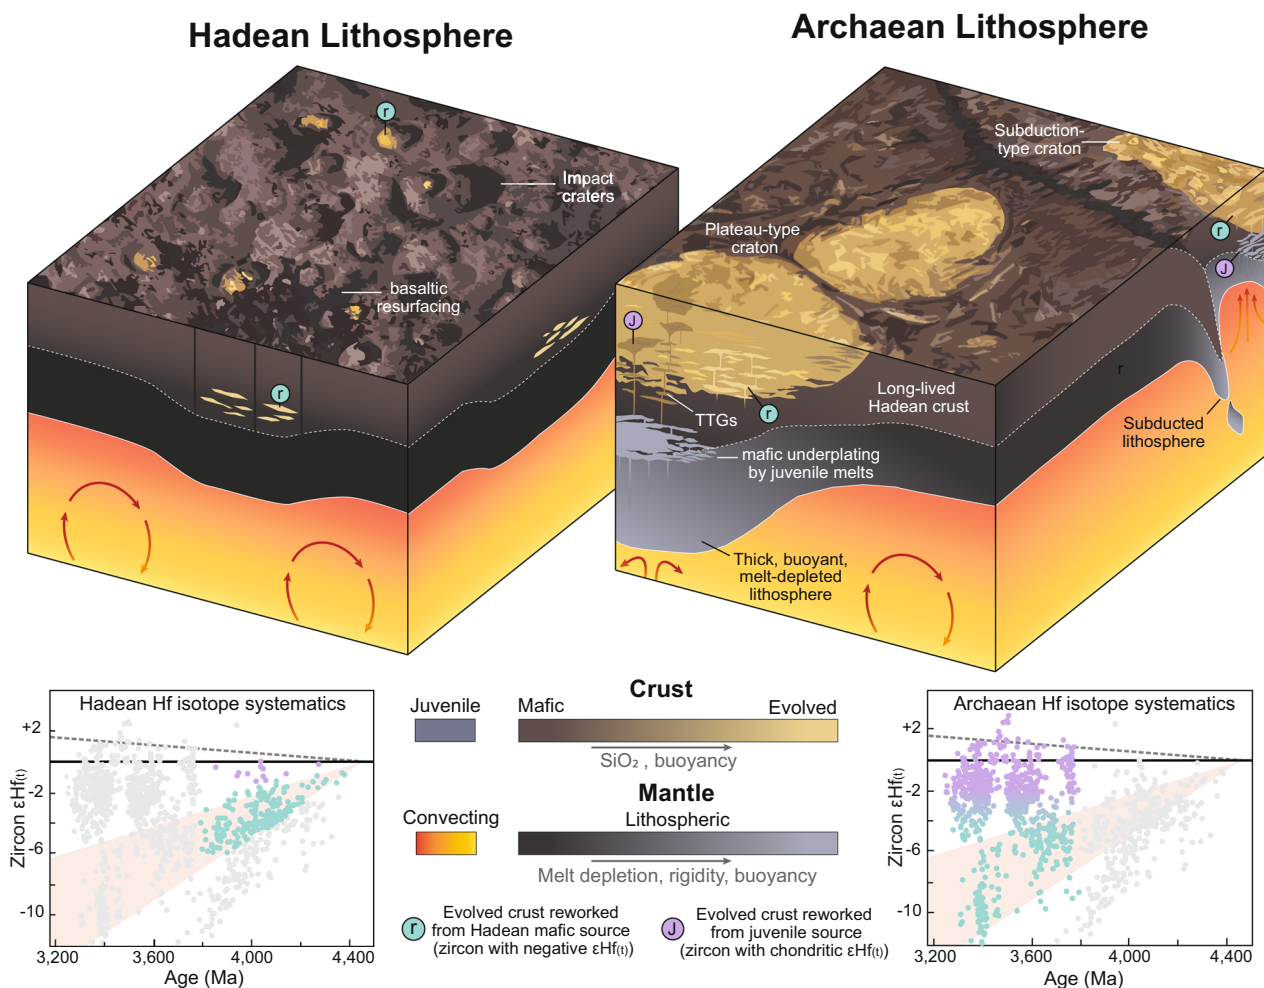 Hadean Lithosphere
Archaean Lithosphere
r
Impact
craters
basaltic
resurfacing
r
Subduction-
type craton
Plateau-type
craton
r
J
J
Long-lived
Hadean crust
r
TTGs
r
mafic underplating
by juvenile melts
Subducted
lithosphere
Thick, buoyant,
melt-depleted
lithosphere
Hadean Hf isotope systematics
+2
0
-2
-6
-10
Zircon εHf(t)
3,200
3,600
4,000
4,400
Age (Ma)
Crust
Juvenile
Mafic
Evolved
SiO₂ , buoyancy
Mantle
Convecting
Lithospheric
Melt depletion, rigidity, buoyancy
r
Evolved crust reworked
from Hadean mafic source
(zircon with negative εHf(t))
J
Evolved crust reworked
from juvenile source
(zircon with chondritic εHf(t))
Archaean Hf isotope systematics
+2
0
-2
-6
-10
Zircon εHf(t)
3,200
3,600
4,000
4,400
Age (Ma)